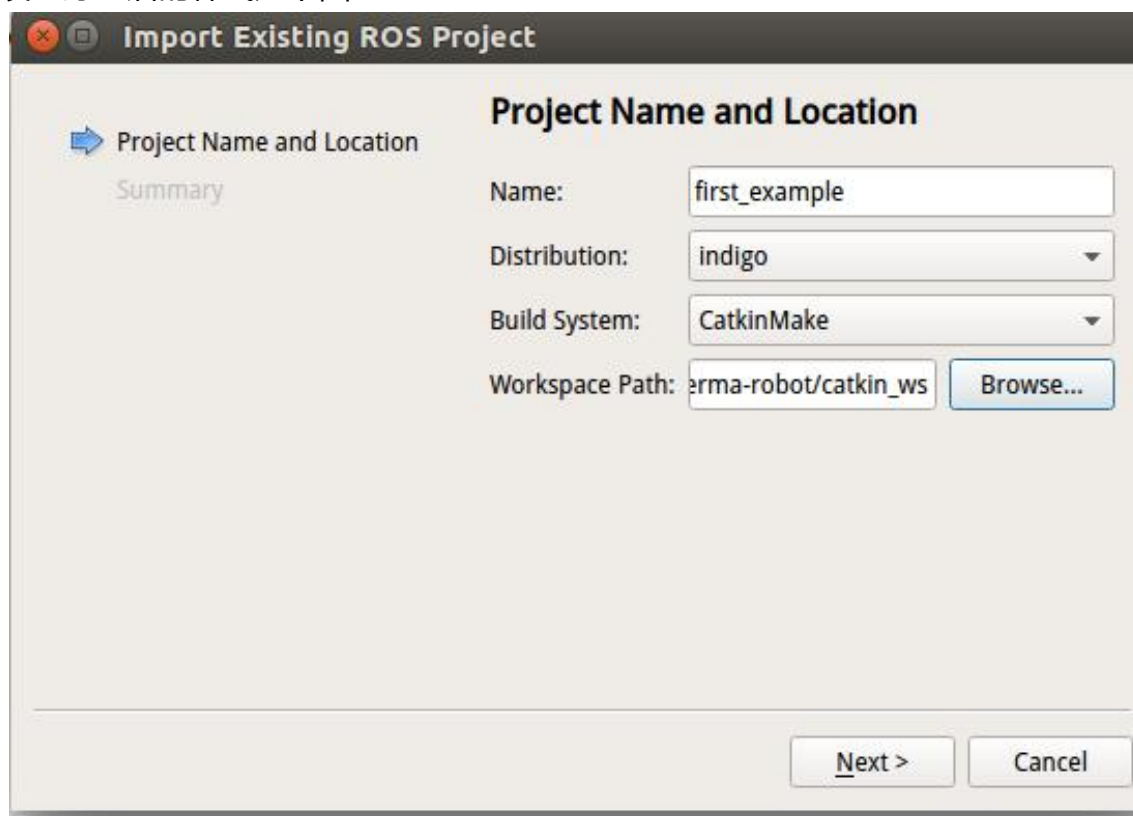 Import Existing ROS Project
Project Name and Location
Summary
Project Name and Location
Name: first_example
Distribution: indigo
Build System: CatkinMake
Workspace Path: erma-robot/catkin_ws Browse...
Next > Cancel